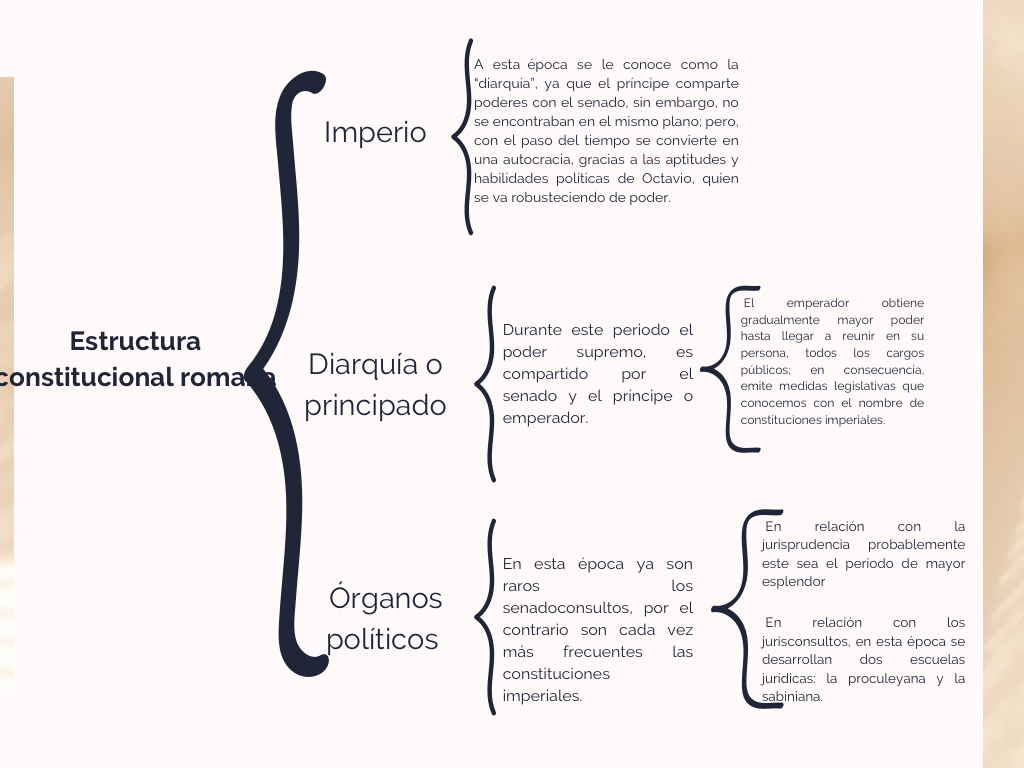 Estructura
constitucional romana
Imperio
A esta época se le conoce como la
“diarquia”, ya que el príncipe comparte
poderes con el senado, sin embargo, no
se encontraban en el mismo plano; pero,
con el paso del tiempo se convierte en
una autocracia, gracias a las aptitudes y
habilidades políticas de Octavio, quien
se va robusteciendo de poder.
Diarquía o
principado
Durante este periodo el
poder supremo, es
compartido por el
senado y el príncipe o
emperador.
El emperador obtiene
gradualmente mayor poder
hasta llegar a reunir en su
persona, todos los cargos
públicos; en consecuencia,
emite medidas legislativas que
conocemos con el nombre de
constituciones imperiales.
Órganos
políticos
En esta época ya son
raros los
senadoconsultos, por el
contrario son cada vez
más frecuentes las
constituciones
imperiales.
En relación con la
jurisprudencia probablemente
este sea el período de mayor
esplendor
En relación con los
jurisconsultos, en esta época se
desarrollan dos escuelas
jurídicas: la proculeyana y la
sabiniana.